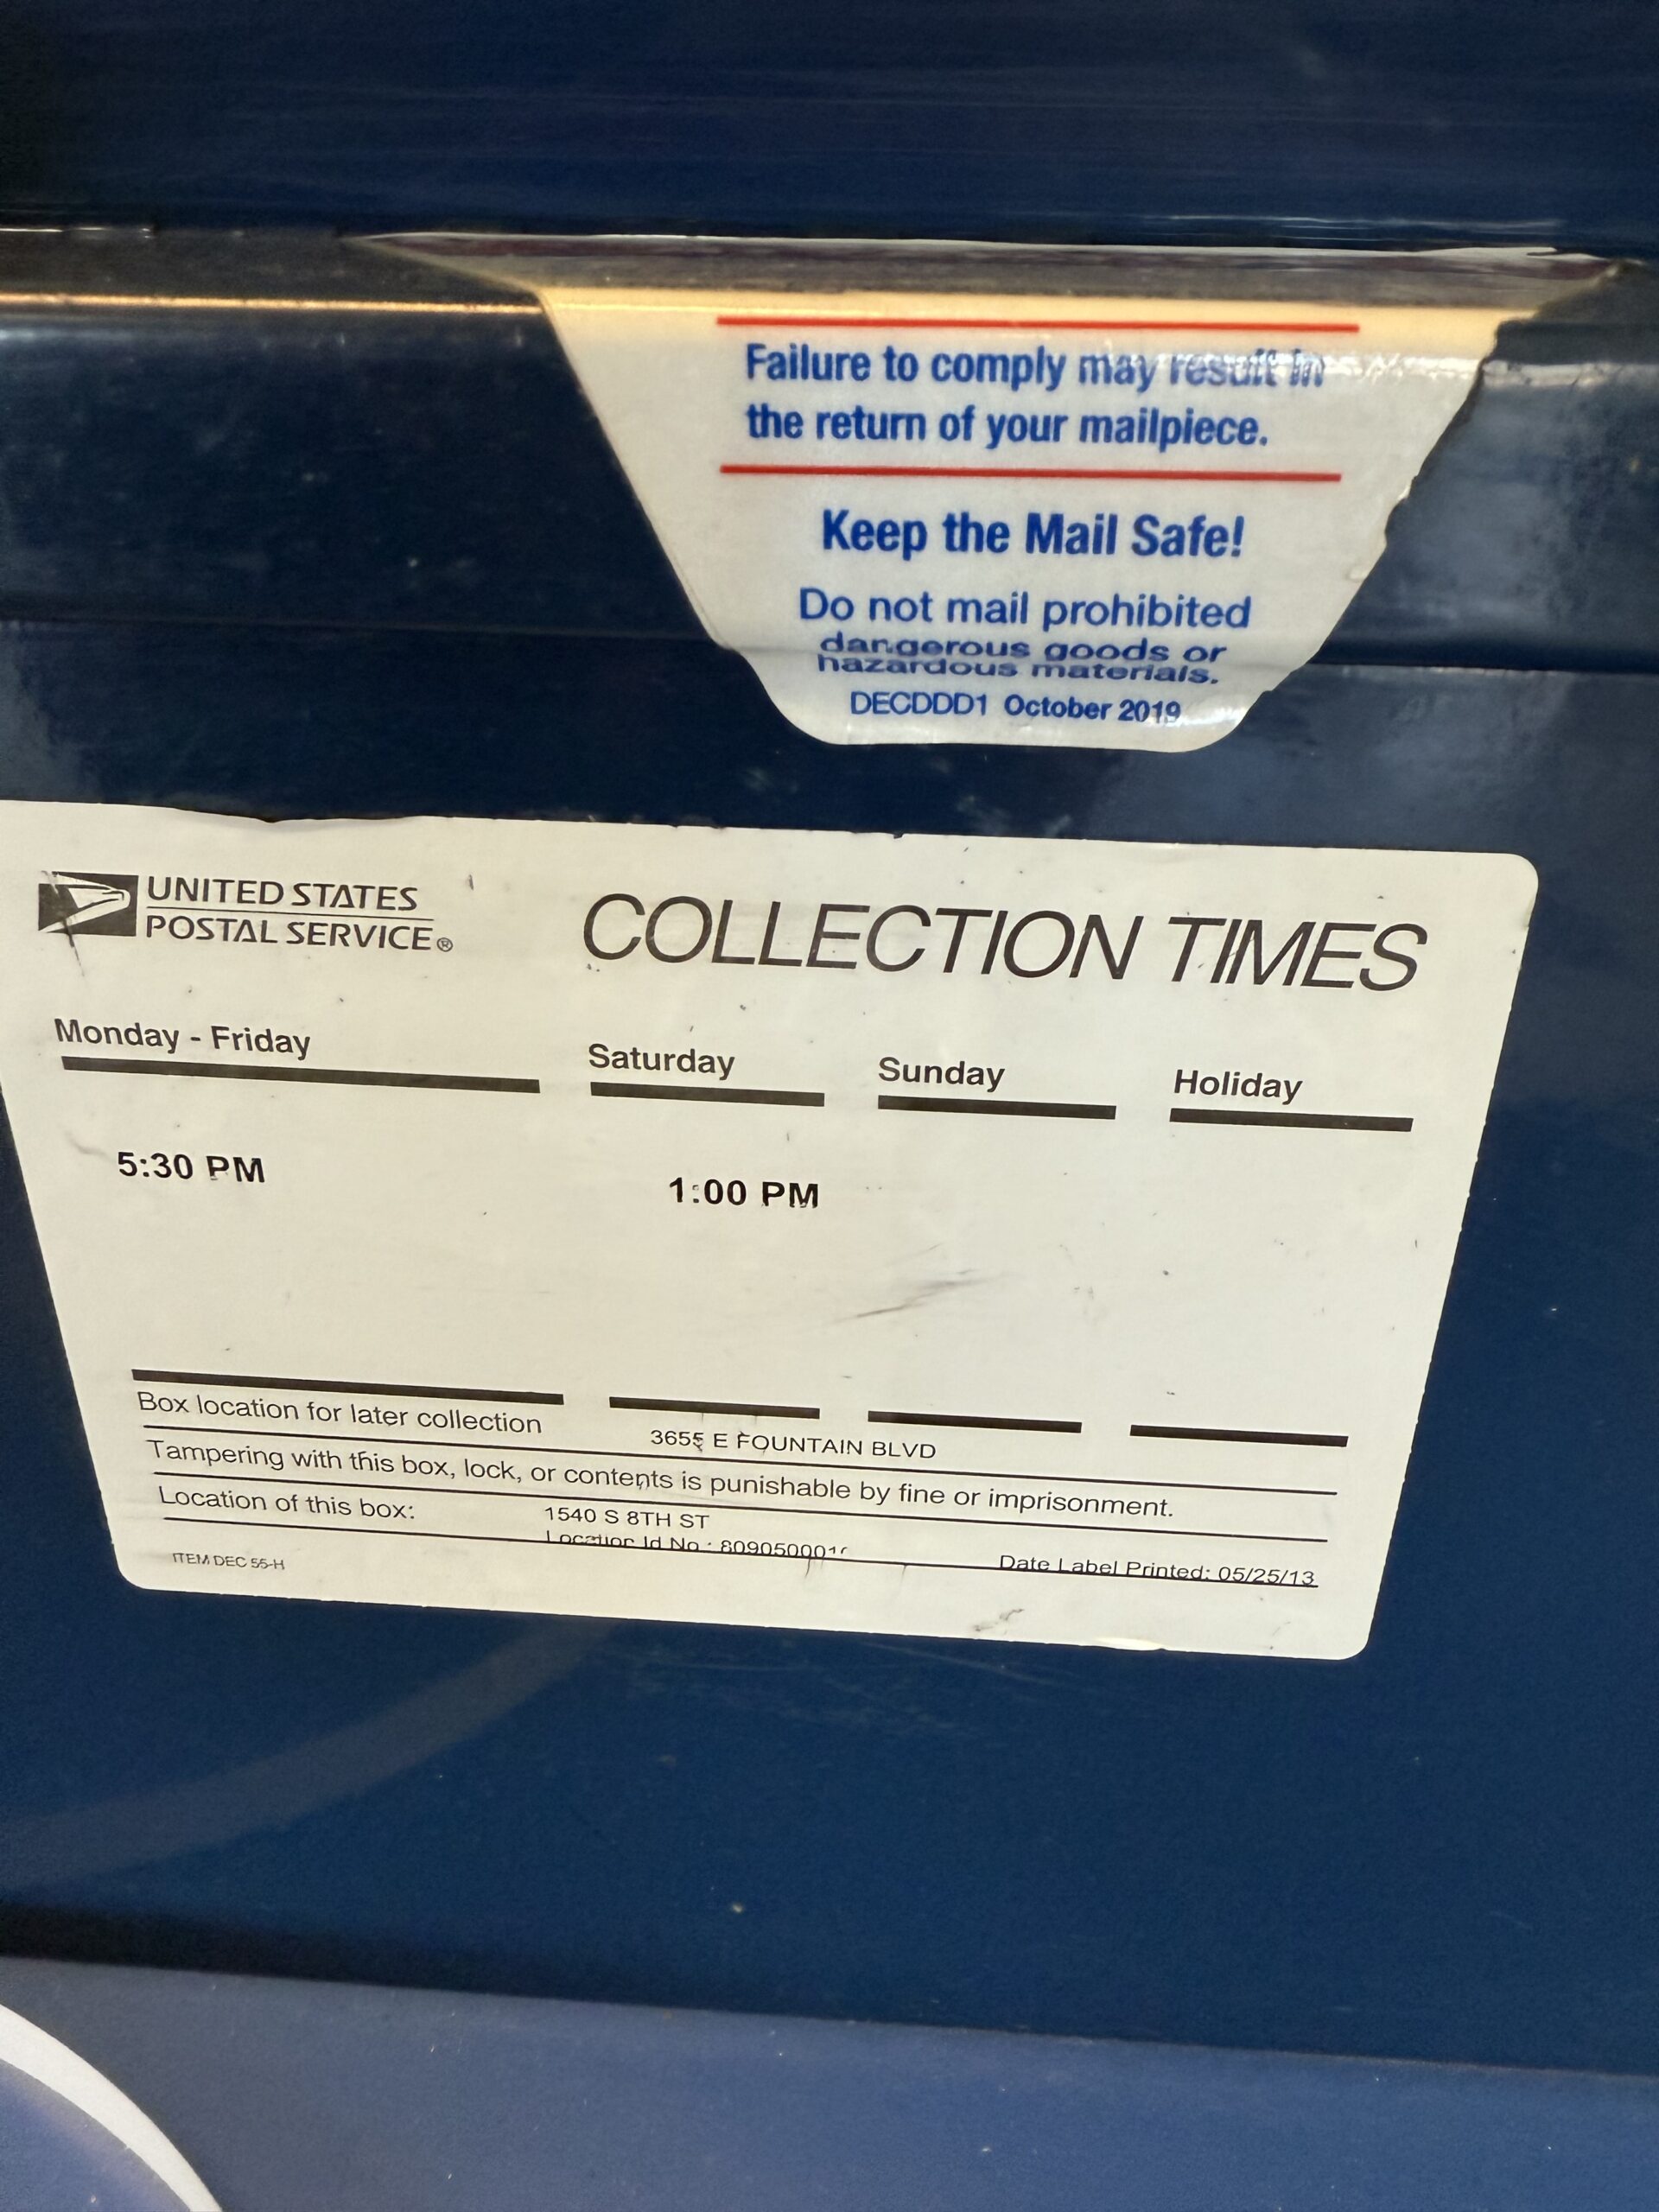 Failure to comply may result in
the return of your mailpiece.
Keep the Mail Safe!
Do not mail prohibited
dangerous goods or
hazardous materials.
DECDDD1 October 2019
UNITED STATES
POSTAL SERVICE®
COLLECTION TIMES
Monday - Friday
Saturday
Sunday
Holiday
5:30 PM
1:00 PM
Box location for later collection
3655 E FOUNTAIN BLVD
Tampering with this box, lock, or contents is punishable by fine or imprisonment.
Location of this box:
1540 S 8TH ST
Location Id No.:
Date Label Printed: 05/25/13
ITEM DEC 55-H